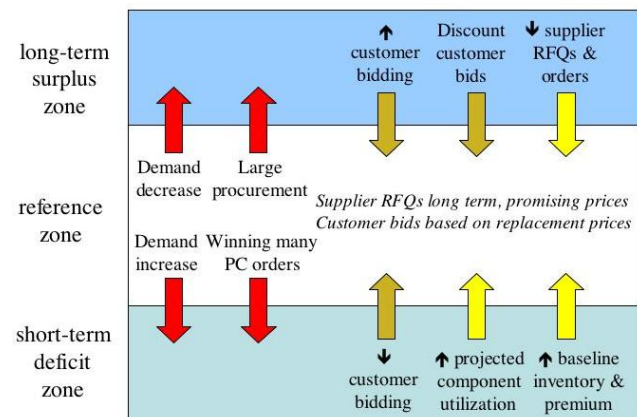 long-term
surplus
zone
↑
customer
bidding
Discount
customer
bids
↓ supplier
RFQs &
orders
Demand
decrease
Large
procurement
reference
zone
Supplier RFQs long term, promising prices
Customer bids based on replacement prices
Demand
increase
Winning many
PC orders
short-term
deficit
zone
↓
customer
bidding
↑ projected
component
utilization
↑ baseline
inventory &
premium